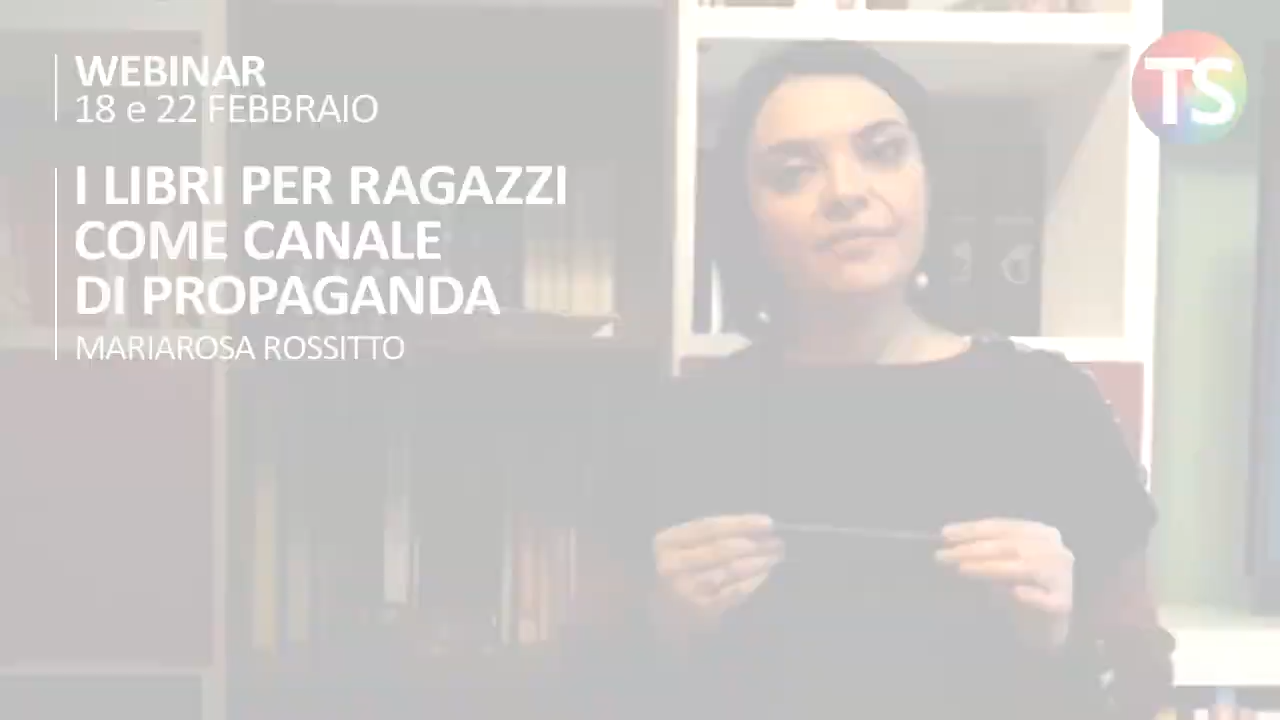 WEBINAR
18 e 22 FEBBRAIO
I LIBRI PER RAGAZZI
COME CANALE
DI PROPAGANDA
MARIAROSA ROSSITTO
TS